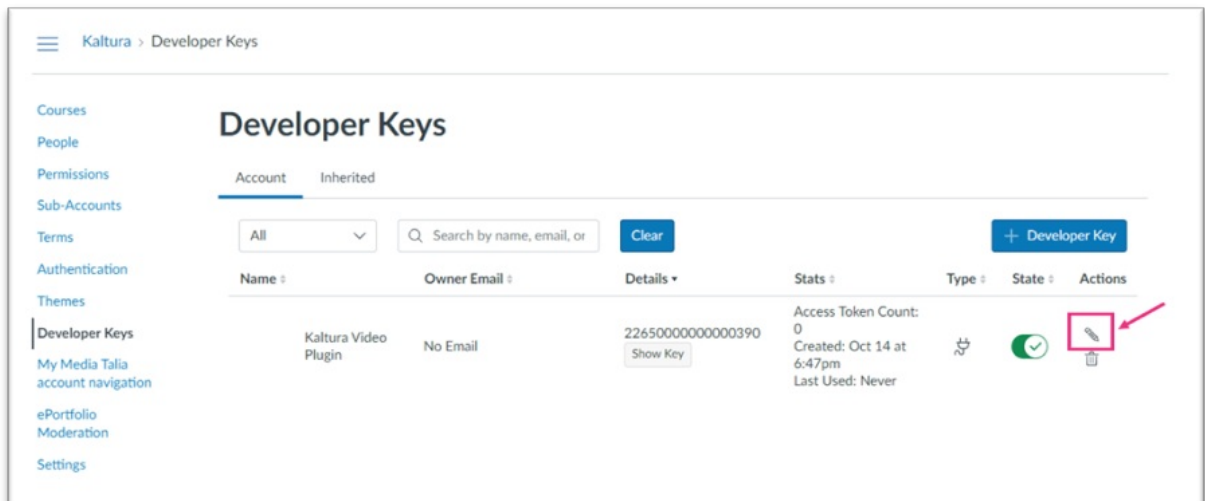 Kaltura > Developer Keys
Courses
People
Permissions
Sub-Accounts
Terms
Authentication
Themes
Developer Keys
My Media Talia
account navigation
ePortfolio
Moderation
Settings
Developer Keys
Account Inherited
All Search by name, email, or Clear + Developer Key
Name Owner Email Details Stats Type State Actions
Kaltura Video
Plugin
No Email
22650000000000390
Show Key
Access Token Count:
0
Created: Oct 14 at
6:47pm
Last Used: Never